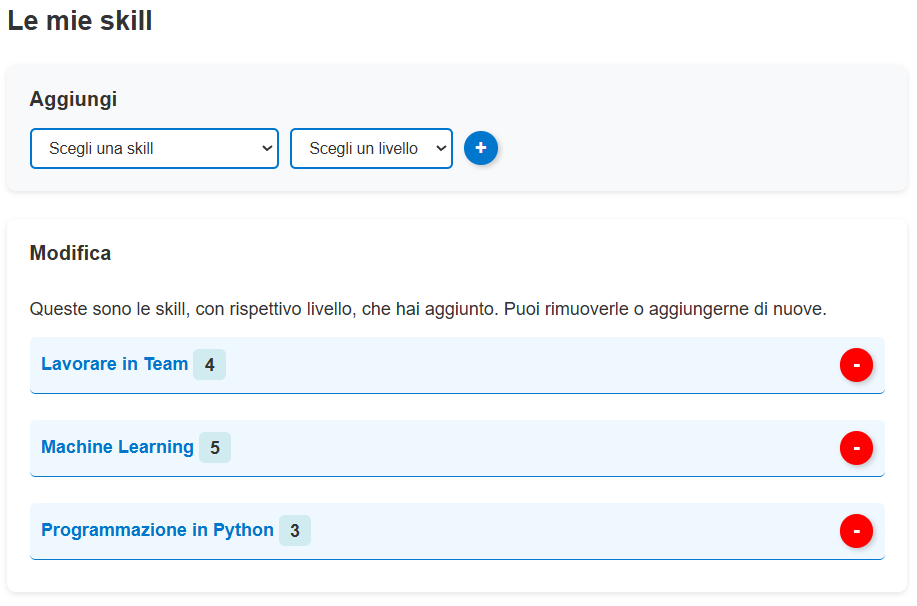 Le mie skill
Aggiungi
Scegli una skill Scegli un livello +
Modifica
Queste sono le skill, con rispettivo livello, che hai aggiunto. Puoi rimuoverle o aggiungerne di nuove.
Lavorare in Team 4 -
Machine Learning 5 -
Programmazione in Python 3 -